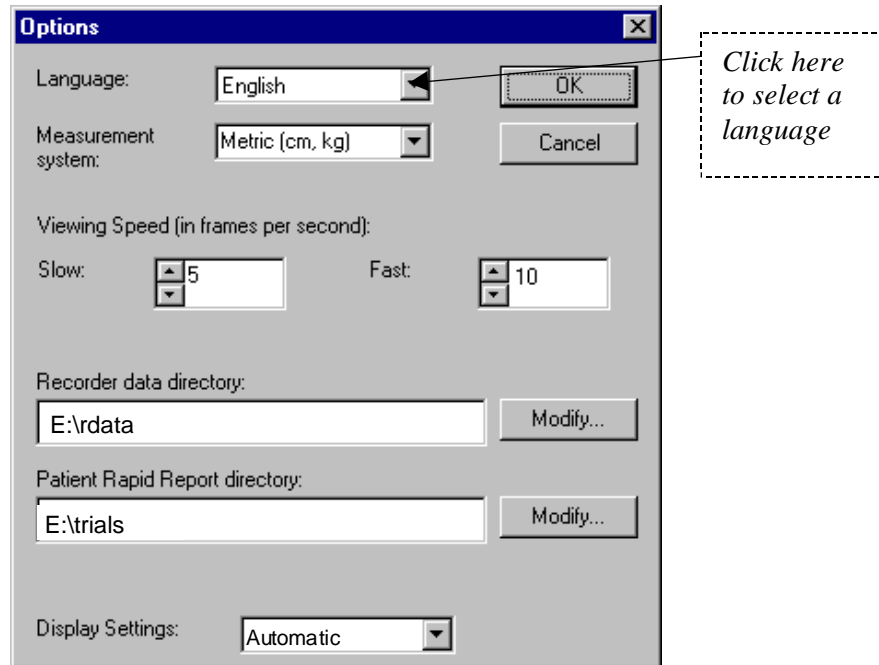 Options
Language:
English
OK
Click here
to select a
language
Measurement
system:
Metric (cm, kg)
Cancel
Viewing Speed (in frames per second):
Slow:
5
Fast:
10
Recorder data directory:
E:\rdata
Modify...
Patient Rapid Report directory:
E:\trials
Modify...
Display Settings:
Automatic